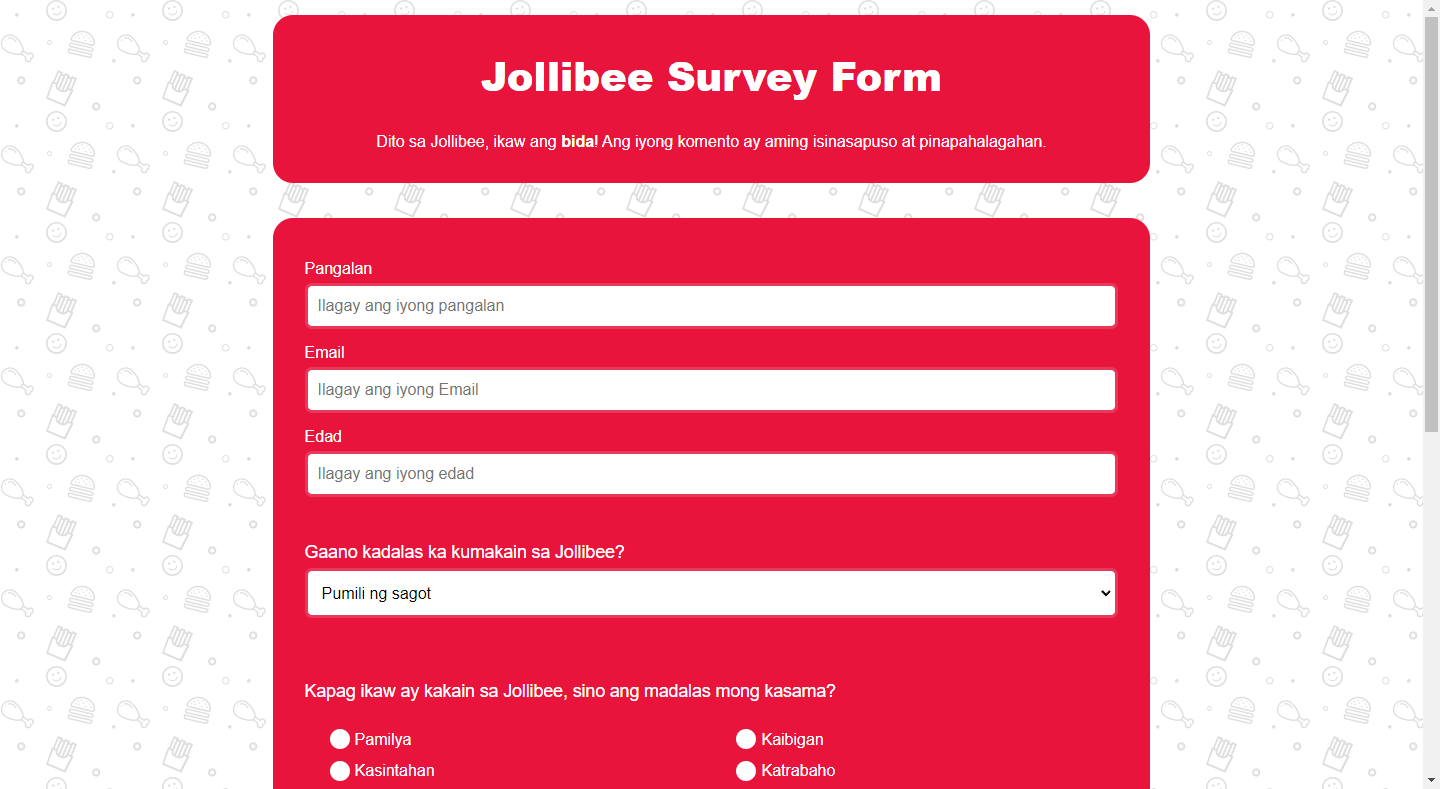 Jollibee Survey Form
Dito sa Jollibee, ikaw ang bida! Ang iyong komento ay aming isinasapuso at pinapahalagahan.
Pangalan
Ilagay ang iyong pangalan
Email
Ilagay ang iyong Email
Edad
Ilagay ang iyong edad
Gaano kadalas ka kumakain sa Jollibee?
Pumili ng sagot
Kapag ikaw ay kakain sa Jollibee, sino ang madalas mong kasama?
Pamilya Kaibigan
Kasintahan Katrabaho